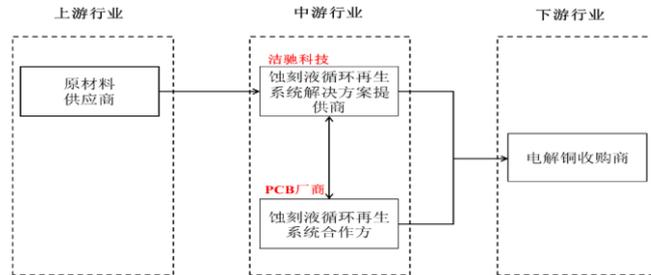 上游行业
中游行业
下游行业
原材料
供应商
洁驰科技
蚀刻液循环再生
系统解决方案提
供商
PCB厂商
蚀刻液循环再生
系统合作方
电解铜收购商